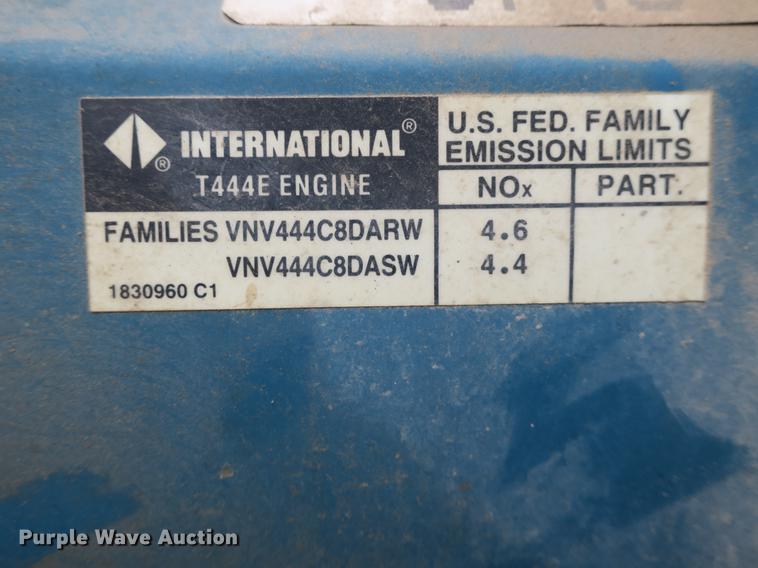 INTERNATIONAL®
®
T444E ENGINE
U.S. FED. FAMILY
EMISSION LIMITS
NOx PART.
FAMILIES VNV444C8DARW 4.6
VNV444C8DASW 4.4
1830960 C1
Purple Wave Auction